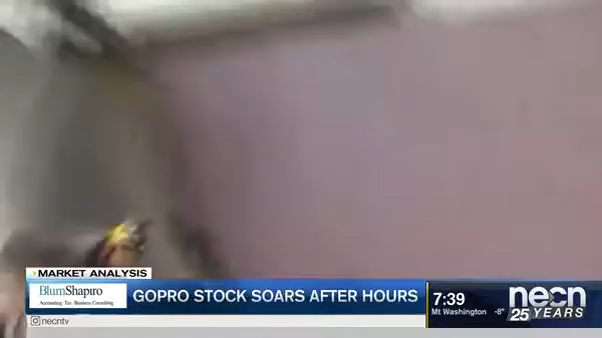 MARKET ANALYSIS
BlumShapiro
Accounting Tax Business Consulting
GOPRO STOCK SOARS AFTER HOURS
7:39
Mt Washington -8°
necn
25 YEARS
necntv